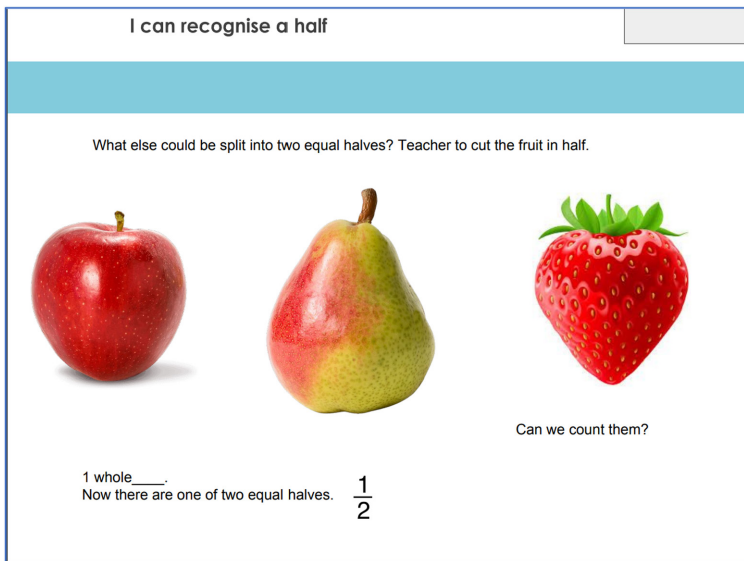 I can recognise a half
What else could be split into two equal halves? Teacher to cut the fruit in half.
Can we count them?
1 whole____.
Now there are one of two equal halves.
1
2